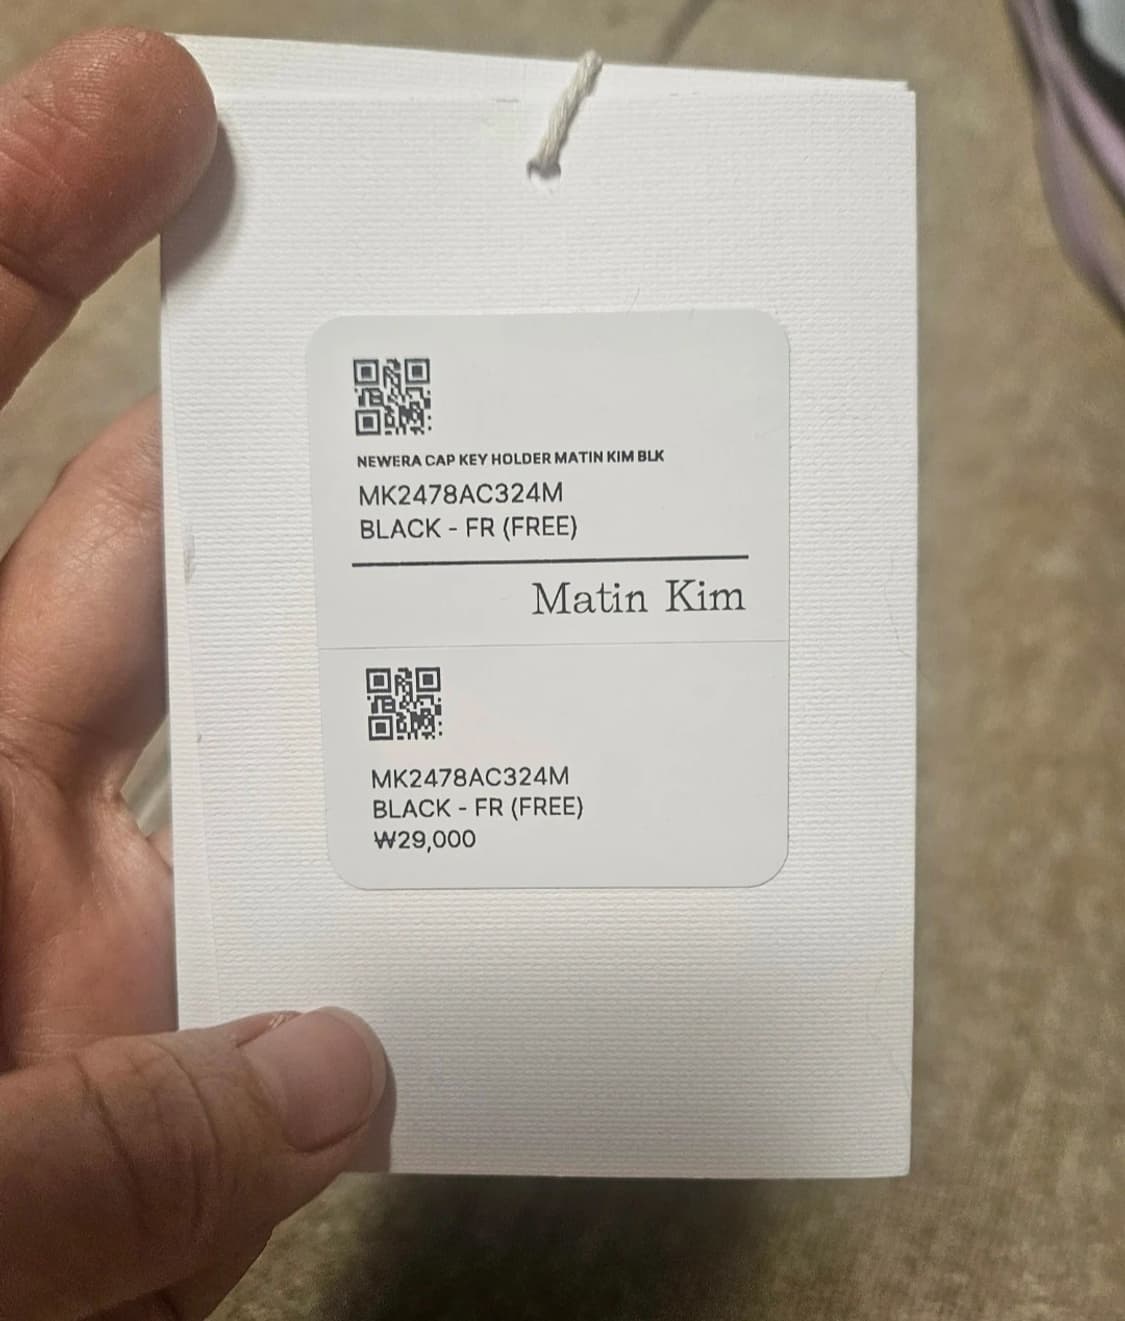 NEWERA CAP KEY HOLDER MATIN KIM BLK
MK2478AC324M
BLACK - FR (FREE)
Matin Kim
MK2478AC324M
BLACK - FR (FREE)
₩29,000